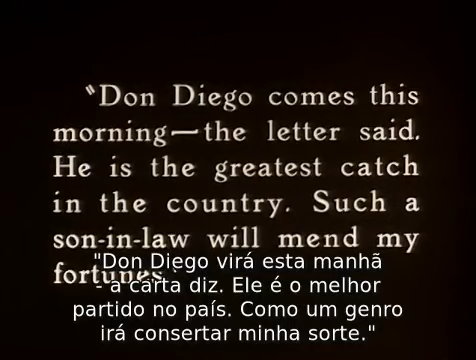 "Don Diego comes this
morning—the letter said.
He is the greatest catch
in the country. Such a
son-in-law will mend my
fortunes.
"Don Diego virá esta manhã
a carta diz. Ele é o melhor
partido no país. Como um genro
irá consertar minha sorte."